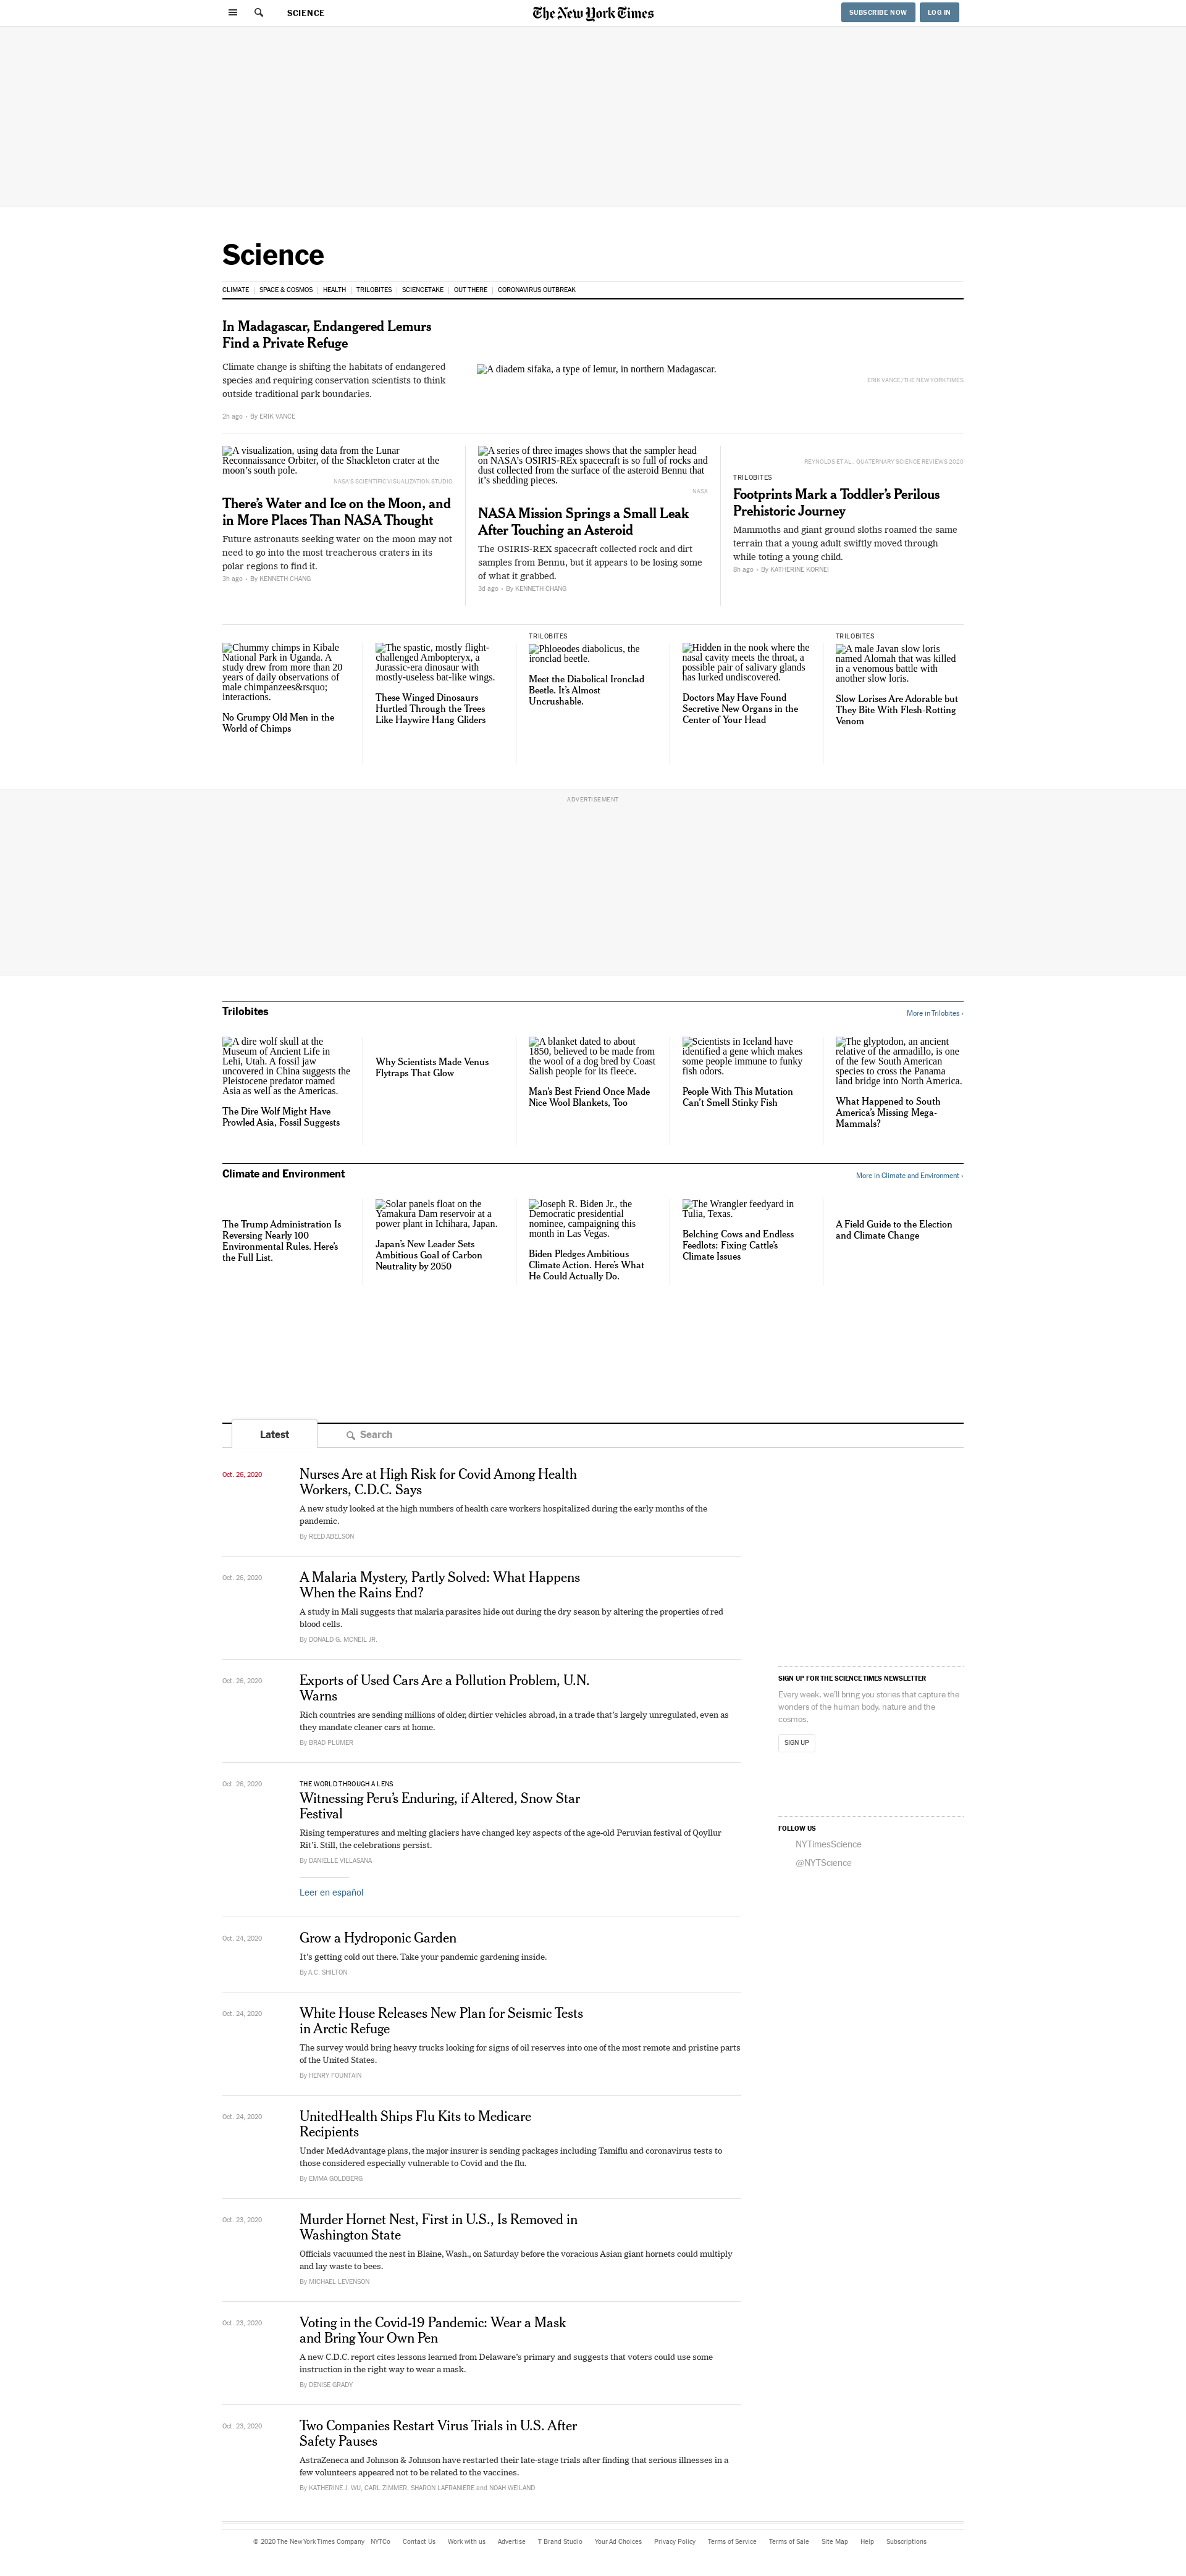 SCIENCE
The New York Times
SUBSCRIBE NOW
LOG IN
Science
CLIMATE
SPACE & COSMOS
HEALTH
TRILOBITES
SCIENCETAKE
OUT THERE
CORONAVIRUS OUTBREAK
In Madagascar, Endangered Lemurs
Find a Private Refuge
Climate change is shifting the habitats of endangered
species and requiring conservation scientists to think
outside traditional park boundaries.
2h ago • By ERIK VANCE
A diadem sifaka, a type of lemur, in northern Madagascar.
ERIK VANCE/THE NEW YORK TIMES
A visualization, using data from the Lunar
Reconnaissance Orbiter, of the Shackleton crater at the
moon's south pole.
NASA'S SCIENTIFIC VISUALIZATION STUDIO
There's Water and Ice on the Moon, and
in More Places Than NASA Thought
Future astronauts seeking water on the moon may not
need to go into the most treacherous craters in its
polar regions to find it.
3h ago • By KENNETH CHANG
A series of three images shows that the sampler head
on NASA's OSIRIS-REx spacecraft is so full of rocks and
dust collected from the surface of the asteroid Bennu that
it's shedding pieces.
NASA
NASA Mission Springs a Small Leak
After Touching an Asteroid
The OSIRIS-REX spacecraft collected rock and dirt
samples from Bennu, but it appears to be losing some
of what it grabbed.
3d ago • By KENNETH CHANG
REYNOLDS ET AL., QUATERNARY SCIENCE REVIEWS 2020
TRILOBITES
Footprints Mark a Toddler's Perilous
Prehistoric Journey
Mammoths and giant ground sloths roamed the same
terrain that a young adult swiftly moved through
while toting a young child.
8h ago • By KATHERINE KORNEI
Chummy chimps in Kibale
National Park in Uganda. A
study drew from more than 20
years of daily observations of
male chimpanzees&rsquo;
interactions.
No Grumpy Old Men in the
World of Chimps
The spastic, mostly flight-
challenged Ambopteryx, a
Jurassic-era dinosaur with
mostly-useless bat-like wings.
These Winged Dinosaurs
Hurtled Through the Trees
Like Haywire Hang Gliders
TRILOBITES
Phloeodes diabolicus, the
ironclad beetle.
Meet the Diabolical Ironclad
Beetle. It's Almost
Uncrushable.
Hidden in the nook where the
nasal cavity meets the throat, a
possible pair of salivary glands
has lurked undiscovered.
Doctors May Have Found
Secretive New Organs in the
Center of Your Head
TRILOBITES
A male Javan slow loris
named Alomah that was killed
in a venomous battle with
another slow loris.
Slow Lorises Are Adorable but
They Bite With Flesh-Rotting
Venom
ADVERTISEMENT
Trilobites
More in Trilobites ›
A dire wolf skull at the
Museum of Ancient Life in
Lehi, Utah. A fossil jaw
uncovered in China suggests the
Pleistocene predator roamed
Asia as well as the Americas.
The Dire Wolf Might Have
Prowled Asia, Fossil Suggests
Why Scientists Made Venus
Flytraps That Glow
A blanket dated to about
1850, believed to be made from
the wool of a dog bred by Coast
Salish people for its fleece.
Man's Best Friend Once Made
Nice Wool Blankets, Too
Scientists in Iceland have
identified a gene which makes
some people immune to funky
fish odors.
People With This Mutation
Can't Smell Stinky Fish
The glyptodon, an ancient
relative of the armadillo, is one
of the few South American
species to cross the Panama
land bridge into North America.
What Happened to South
America's Missing Mega-
Mammals?
Climate and Environment
More in Climate and Environment ›
The Trump Administration Is
Reversing Nearly 100
Environmental Rules. Here's
the Full List.
Solar panels float on the
Yamakura Dam reservoir at a
power plant in Ichihara, Japan.
Japan's New Leader Sets
Ambitious Goal of Carbon
Neutrality by 2050
Joseph R. Biden Jr., the
Democratic presidential
nominee, campaigning this
month in Las Vegas.
Biden Pledges Ambitious
Climate Action. Here's What
He Could Actually Do.
The Wrangler feedyard in
Tulia, Texas.
Belching Cows and Endless
Feedlots: Fixing Cattle's
Climate Issues
A Field Guide to the Election
and Climate Change
Latest
Search
Oct. 26, 2020
Nurses Are at High Risk for Covid Among Health
Workers, C.D.C. Says
A new study looked at the high numbers of health care workers hospitalized during the early months of the
pandemic.
By REED ABELSON
Oct. 26, 2020
A Malaria Mystery, Partly Solved: What Happens
When the Rains End?
A study in Mali suggests that malaria parasites hide out during the dry season by altering the properties of red
blood cells.
By DONALD G. MCNEIL JR.
Oct. 26, 2020
Exports of Used Cars Are a Pollution Problem, U.N.
Warns
Rich countries are sending millions of older, dirtier vehicles abroad, in a trade that's largely unregulated, even as
they mandate cleaner cars at home.
By BRAD PLUMER
SIGN UP FOR THE SCIENCE TIMES NEWSLETTER
Every week, we'll bring you stories that capture the
wonders of the human body, nature and the
cosmos.
SIGN UP
Oct. 26, 2020
THE WORLD THROUGH A LENS
Witnessing Peru's Enduring, if Altered, Snow Star
Festival
Rising temperatures and melting glaciers have changed key aspects of the age-old Peruvian festival of Qoyllur
Rit'i. Still, the celebrations persist.
By DANIELLE VILLASANA
Leer en español
FOLLOW US
NYTimesScience
@NYTScience
Oct. 24, 2020
Grow a Hydroponic Garden
It's getting cold out there. Take your pandemic gardening inside.
By A.C. SHILTON
Oct. 24, 2020
White House Releases New Plan for Seismic Tests
in Arctic Refuge
The survey would bring heavy trucks looking for signs of oil reserves into one of the most remote and pristine parts
of the United States.
By HENRY FOUNTAIN
Oct. 24, 2020
UnitedHealth Ships Flu Kits to Medicare
Recipients
Under MedAdvantage plans, the major insurer is sending packages including Tamiflu and coronavirus tests to
those considered especially vulnerable to Covid and the flu.
By EMMA GOLDBERG
Oct. 23, 2020
Murder Hornet Nest, First in U.S., Is Removed in
Washington State
Officials vacuumed the nest in Blaine, Wash., on Saturday before the voracious Asian giant hornets could multiply
and lay waste to bees.
By MICHAEL LEVENSON
Oct. 23, 2020
Voting in the Covid-19 Pandemic: Wear a Mask
and Bring Your Own Pen
A new C.D.C. report cites lessons learned from Delaware's primary and suggests that voters could use some
instruction in the right way to wear a mask.
By DENISE GRADY
Oct. 23, 2020
Two Companies Restart Virus Trials in U.S. After
Safety Pauses
AstraZeneca and Johnson & Johnson have restarted their late-stage trials after finding that serious illnesses in a
few volunteers appeared not to be related to the vaccines.
By KATHERINE J. WU, CARL ZIMMER, SHARON LAFRANIERE and NOAH WEILAND
© 2020 The New York Times Company
NYTCo
Contact Us
Work with us
Advertise
T Brand Studio
Your Ad Choices
Privacy Policy
Terms of Service
Terms of Sale
Site Map
Help
Subscriptions